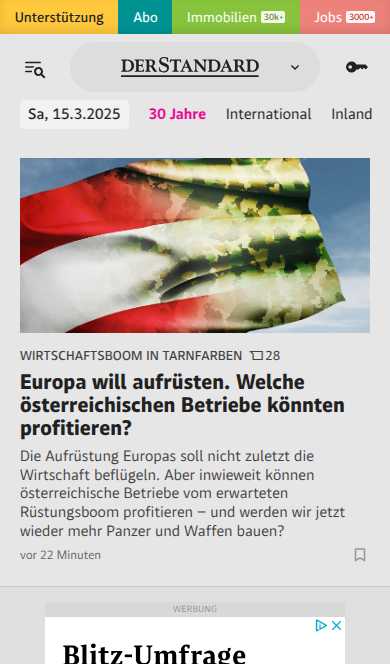 Unterstützung Abo Immobilien 30k+ Jobs 3000+
DERSTANDARD
Sa, 15.3.2025 30 Jahre International Inland
WIRTSCHAFTSBOOM IN TARNFARBEN 28
Europa will aufrüsten. Welche
österreichischen Betriebe könnten
profitieren?
Die Aufrüstung Europas soll nicht zuletzt die
Wirtschaft beflügeln. Aber inwieweit können
österreichische Betriebe vom erwarteten
Rüstungsboom profitieren – und werden wir jetzt
wieder mehr Panzer und Waffen bauen?
vor 22 Minuten
WERBUNG
Blitz-Umfrage